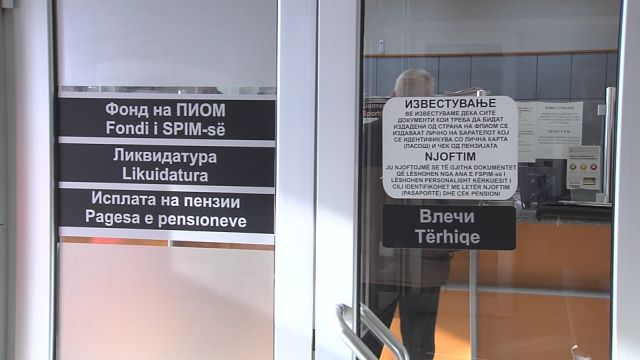 Фонд на ПИОМ
Fondi i SPIM-së
Ликвидатура
Likuidatura
Исплата на пензии
Pagesa e pensioneve
ИЗВЕСТУВАЊЕ
ВЕ ИЗВЕСТУВАМЕ ДЕКА СИТЕ
ДОКУМЕНТИ КОИ ТРЕБА ДА БИДАТ
ИЗДАДЕНИ ОД СТРАНА НА ФПИОМ СЕ
ИЗДАВААТ ЛИЧНО НА БАРАТЕЛОТ КОЈ
СЕ ИДЕНТИФИКУВА СО ЛИЧНА КАРТА
(ПАСОШ) И ЧЕК ОД ПЕНЗИЈАТА
NJOFTIM
JU NJOFTOJMË SE TË GJITHA DOKUMENTET
QË LËSHOHEN NGA ANA E FSPIM-së I
LËSHOHEN PERSONALISHT KËRKUESIT I
CILI IDENTIFIKOHET ME LETËR NJOFTIM
(PASAPORTË) DHE ÇEK PENSIONI
Влечи
Tërhiqe